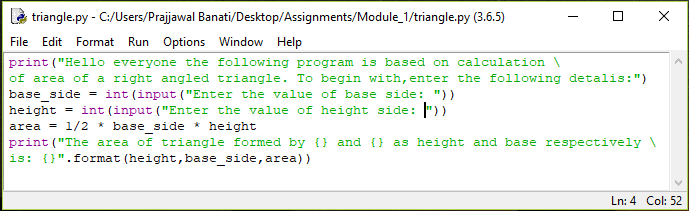 triangle.py - C:/Users/Prajjawal Banati/Desktop/Assignments/Module_1/triangle.py (3.6.5)
File Edit Format Run Options Window Help
print("Hello everyone the following program is based on calculation \
of area of a right angled triangle. To begin with,enter the following detalis:")
base_side = int(input("Enter the value of base side: "))
height = int(input("Enter the value of height side: "))
area = 1/2 * base_side * height
print("The area of triangle formed by {} and {} as height and base respectively \
is: {}".format(height,base_side,area))
Ln: 4 Col: 52